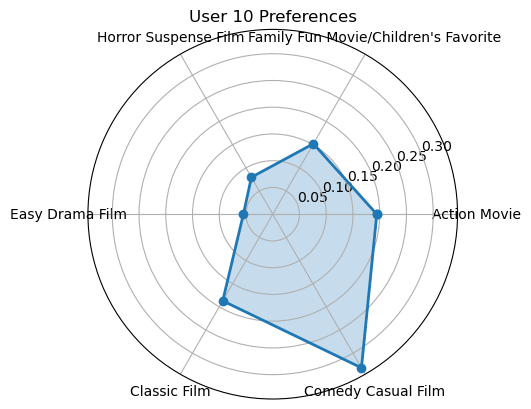 User 10 Preferences
Horror Suspense Film Family Fun Movie/Children's Favorite
0.30
0.25
0.20
0.15
0.10
0.05
Easy Drama Film
Action Movie
Classic Film
Comedy Casual Film